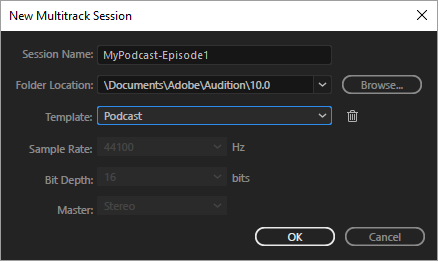 New Multitrack Session
Session Name: MyPodcast-Episode1
Folder Location: \Documents\Adobe\Audition\10.0 Browse...
Template: Podcast
Sample Rate: 44100 Hz
Bit Depth: 16 bits
Master: Stereo
OK Cancel